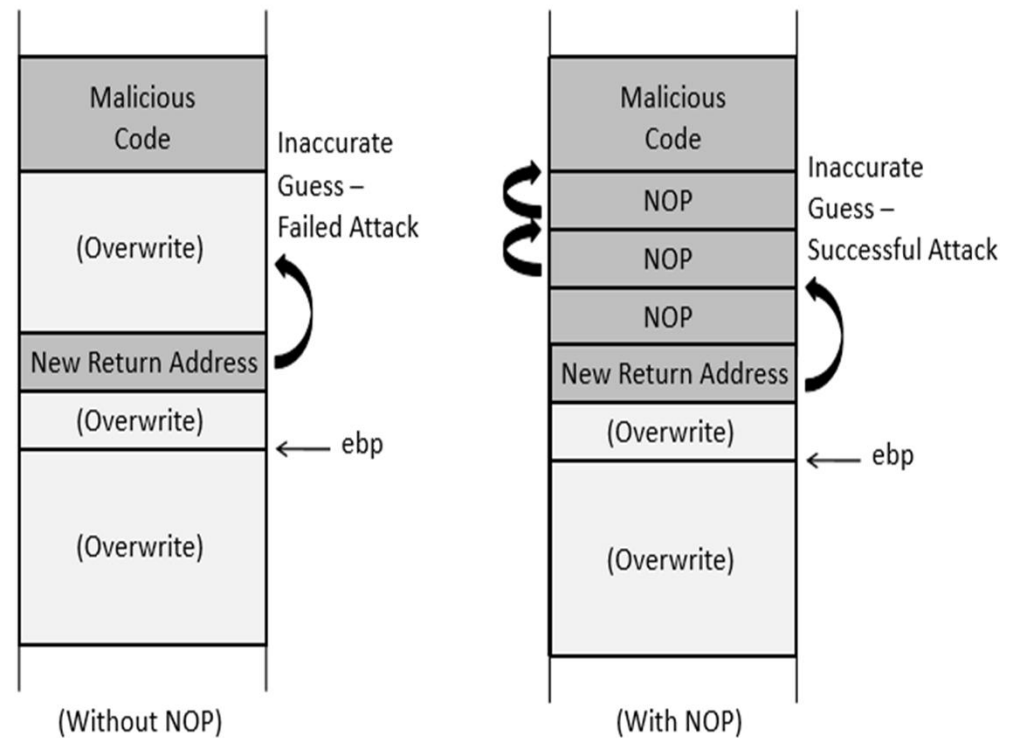 Malicious
Code
Inaccurate
Guess –
Failed Attack
(Overwrite)
New Return Address
(Overwrite)
ebp
(Overwrite)
(Without NOP)
Malicious
Code
Inaccurate
Guess –
Successful Attack
NOP
NOP
NOP
New Return Address
(Overwrite)
ebp
(Overwrite)
(With NOP)